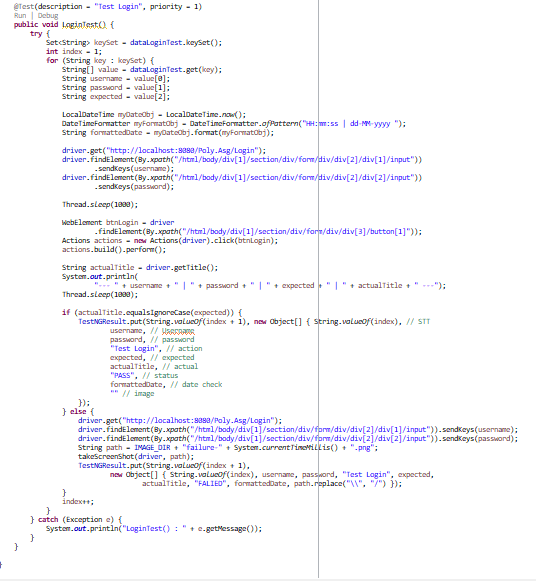 @Test(description = "Test Login", priority = 1)
Run | Debug
public void LoginTest() {
try {
Set<String> keySet = dataLoginTest.keySet();
int index = 1;
for (String key : keySet) {
String[] value = dataLoginTest.get(key);
String username = value[0];
String password = value[1];
String expected = value[2];
LocalDateTime myDateObj = LocalDateTime.now();
DateTimeFormatter myFormatObj = DateTimeFormatter.ofPattern("HH:mm:ss | dd-MM-yyyy ");
String formattedDate = myDateObj.format(myFormatObj);
driver.get("http://localhost:8080/Poly.Asg/Login");
driver.findElement(By.xpath("/html/body/div[1]/section/div/form/div/div[2]/div[1]/input"))
.sendKeys(username);
driver.findElement(By.xpath("/html/body/div[1]/section/div/form/div/div[2]/div[2]/input"))
.sendKeys(password);
Thread.sleep(1000);
WebElement btnLogin = driver
.findElement(By.xpath("/html/body/div[1]/section/div/form/div/div[3]/button[1]"));
Actions actions = new Actions(driver).click(btnLogin);
actions.build().perform();
String actualTitle = driver.getTitle();
System.out.println(
"--- " + username + " | " + password + " | " + expected + " | " + actualTitle + " ---");
Thread.sleep(1000);
if (actualTitle.equalsIgnoreCase(expected)) {
TestNGResult.put(String.valueOf(index + 1), new Object[] { String.valueOf(index), // STT
username, // Username
password, // password
"Test Login", // action
expected, // expected
actualTitle, // actual
"PASS", // status
formattedDate, // date check
"" // image
});
} else {
driver.get("http://localhost:8080/Poly.Asg/Login");
driver.findElement(By.xpath("/html/body/div[1]/section/div/form/div/div[2]/div[1]/input")).sendKeys(username);
driver.findElement(By.xpath("/html/body/div[1]/section/div/form/div/div[2]/div[2]/input")).sendKeys(password);
String path = IMAGE_DIR + "failure-" + System.currentTimeMillis() + ".png";
takeScreenShot(driver, path);
TestNGResult.put(String.valueOf(index + 1),
new Object[] { String.valueOf(index), username, password, "Test Login", expected,
actualTitle, "FALIED", formattedDate, path.replace("\\", "/") });
}
index++;
}
} catch (Exception e) {
System.out.println("LoginTest() : " + e.getMessage());
}
}
}